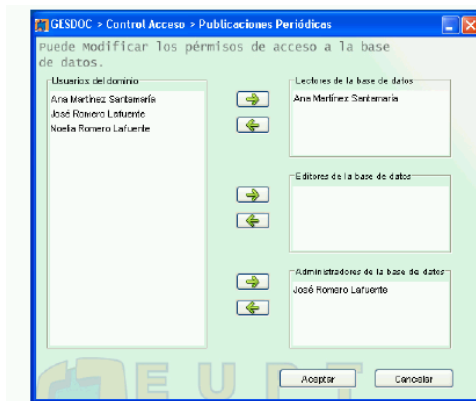 GESDOC > Control Acceso > Publicaciones Periódicas
Puede Modificar los pérmisos de acceso a la base
de datos.
Usuarios del dominio
Ana Martínez Santamaría
José Romero Lafuente
Noelia Romero Lafuente
Lectores de la base de datos
Ana Martínez Santamaría
Editores de la base de datos
Administradores de la base de datos
José Romero Lafuente
EUPT
Aceptar
Cancelar